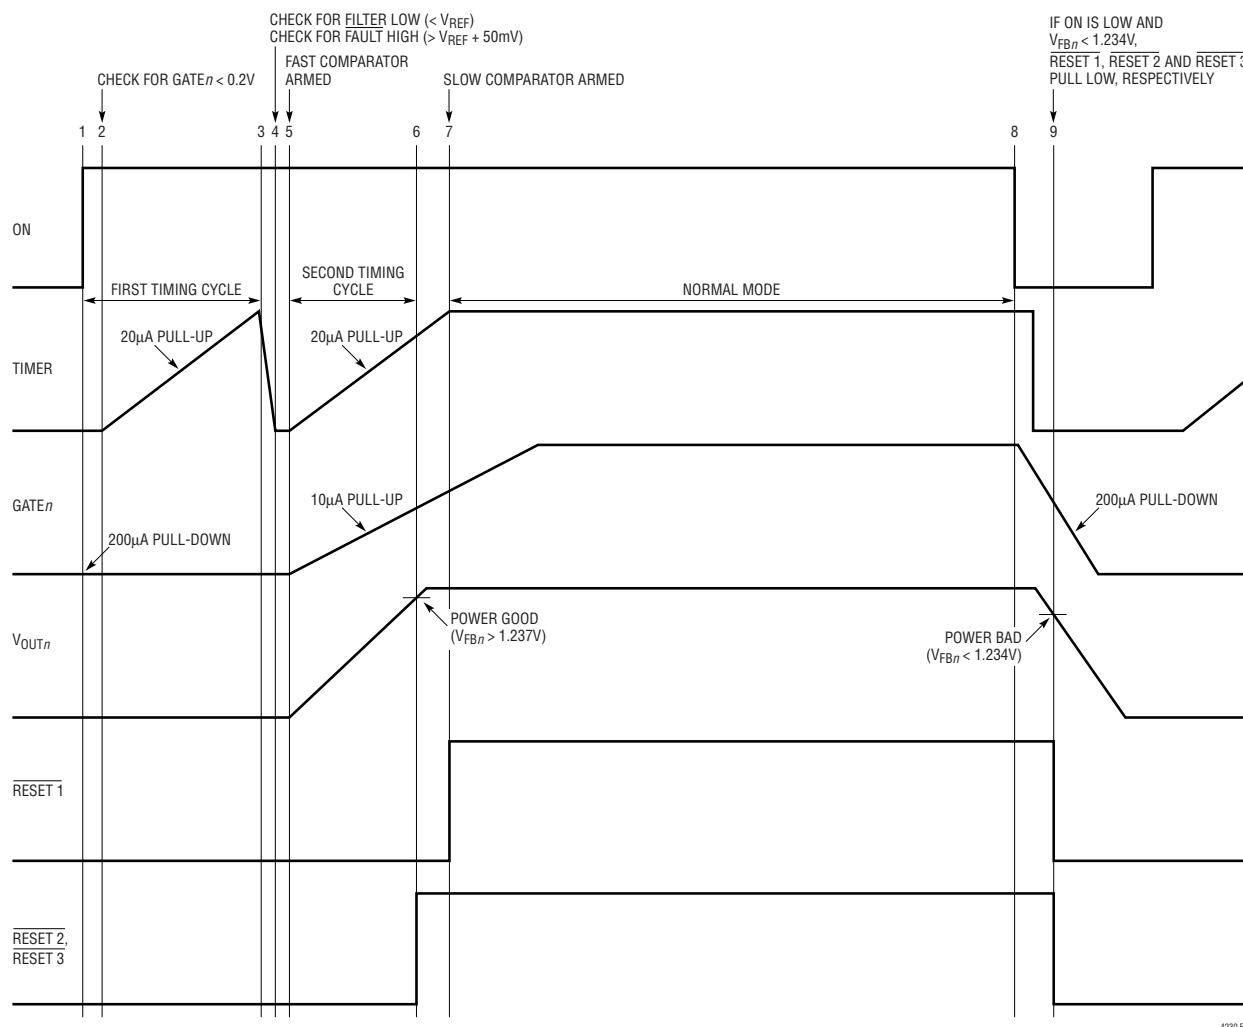 CHECK FOR FILTER LOW (< VREF)
CHECK FOR FAULT HIGH (> VREF + 50mV)
IF ON IS LOW AND
VFBn < 1.234V,
RESET 1, RESET 2 AND RESET 3
PULL LOW, RESPECTIVELY
FAST COMPARATOR
ARMED
CHECK FOR GATEn < 0.2V
SLOW COMPARATOR ARMED
1 2 3 4 5 6 7 8 9
ON
FIRST TIMING CYCLE
SECOND TIMING
CYCLE
NORMAL MODE
20µA PULL-UP
20µA PULL-UP
TIMER
GATEn
10µA PULL-UP
200µA PULL-DOWN
200µA PULL-DOWN
VOUTn
POWER GOOD
(VFBn > 1.237V)
POWER BAD
(VFBn < 1.234V)
RESET 1
RESET 2,
RESET 3